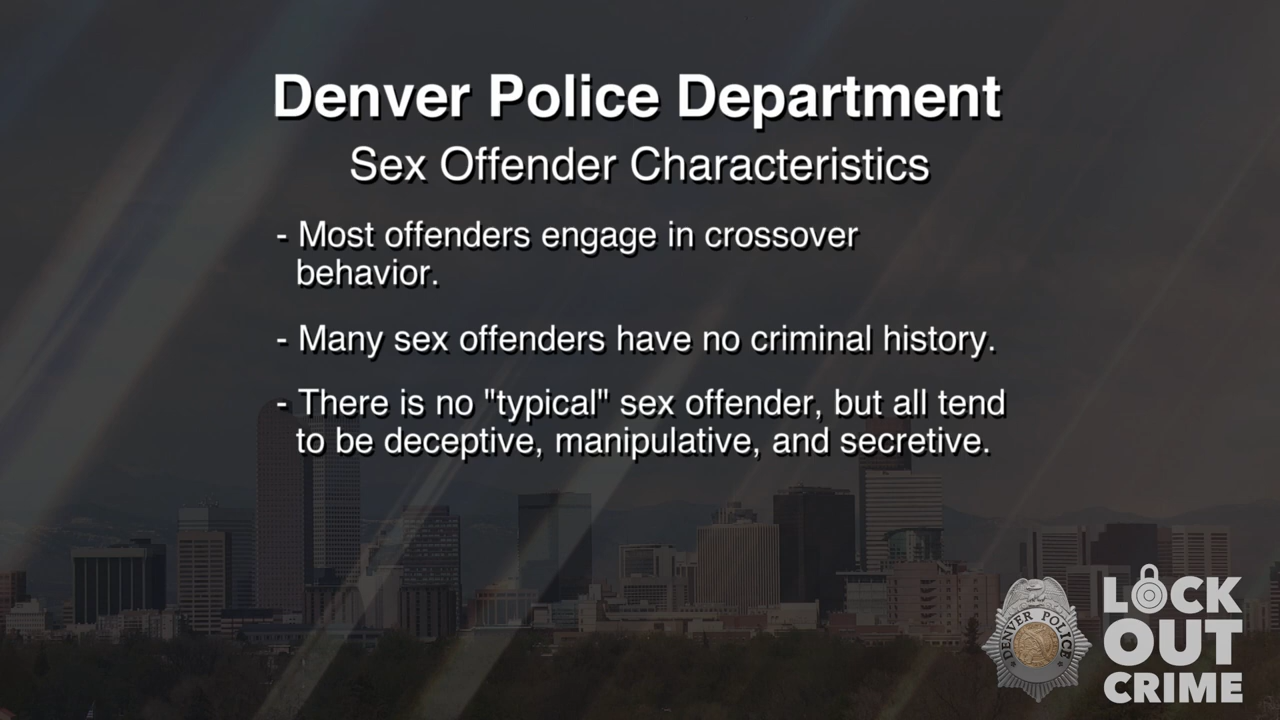 Denver Police Department
Sex Offender Characteristics
- Most offenders engage in crossover
behavior.
- Many sex offenders have no criminal history.
- There is no "typical" sex offender, but all tend
to be deceptive, manipulative, and secretive.
DENVER POLICE
LOCK
OUT
CRIME